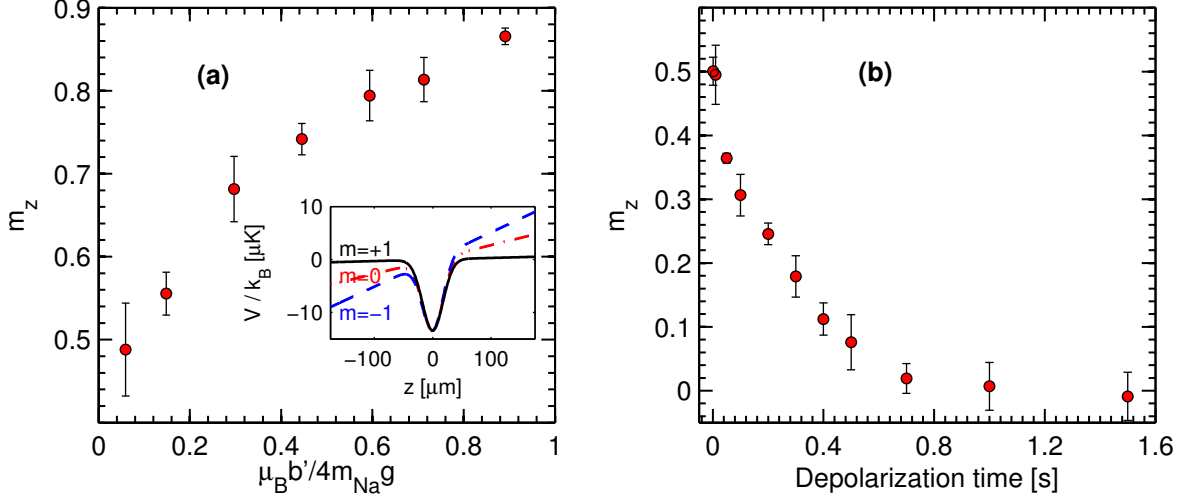 0.9
0.8
0.7
0.6
0.5
m_z
(a)
10
0
−10
V / k_B [μK]
m=+1
m=0
m=−1
−100 0 100
z [μm]
0 0.2 0.4 0.6 0.8 1
μ_B b'/4m_Na g
0.5
0.4
0.3
0.2
0.1
0
m_z
(b)
0 0.4 0.8 1.2 1.6
Depolarization time [s]